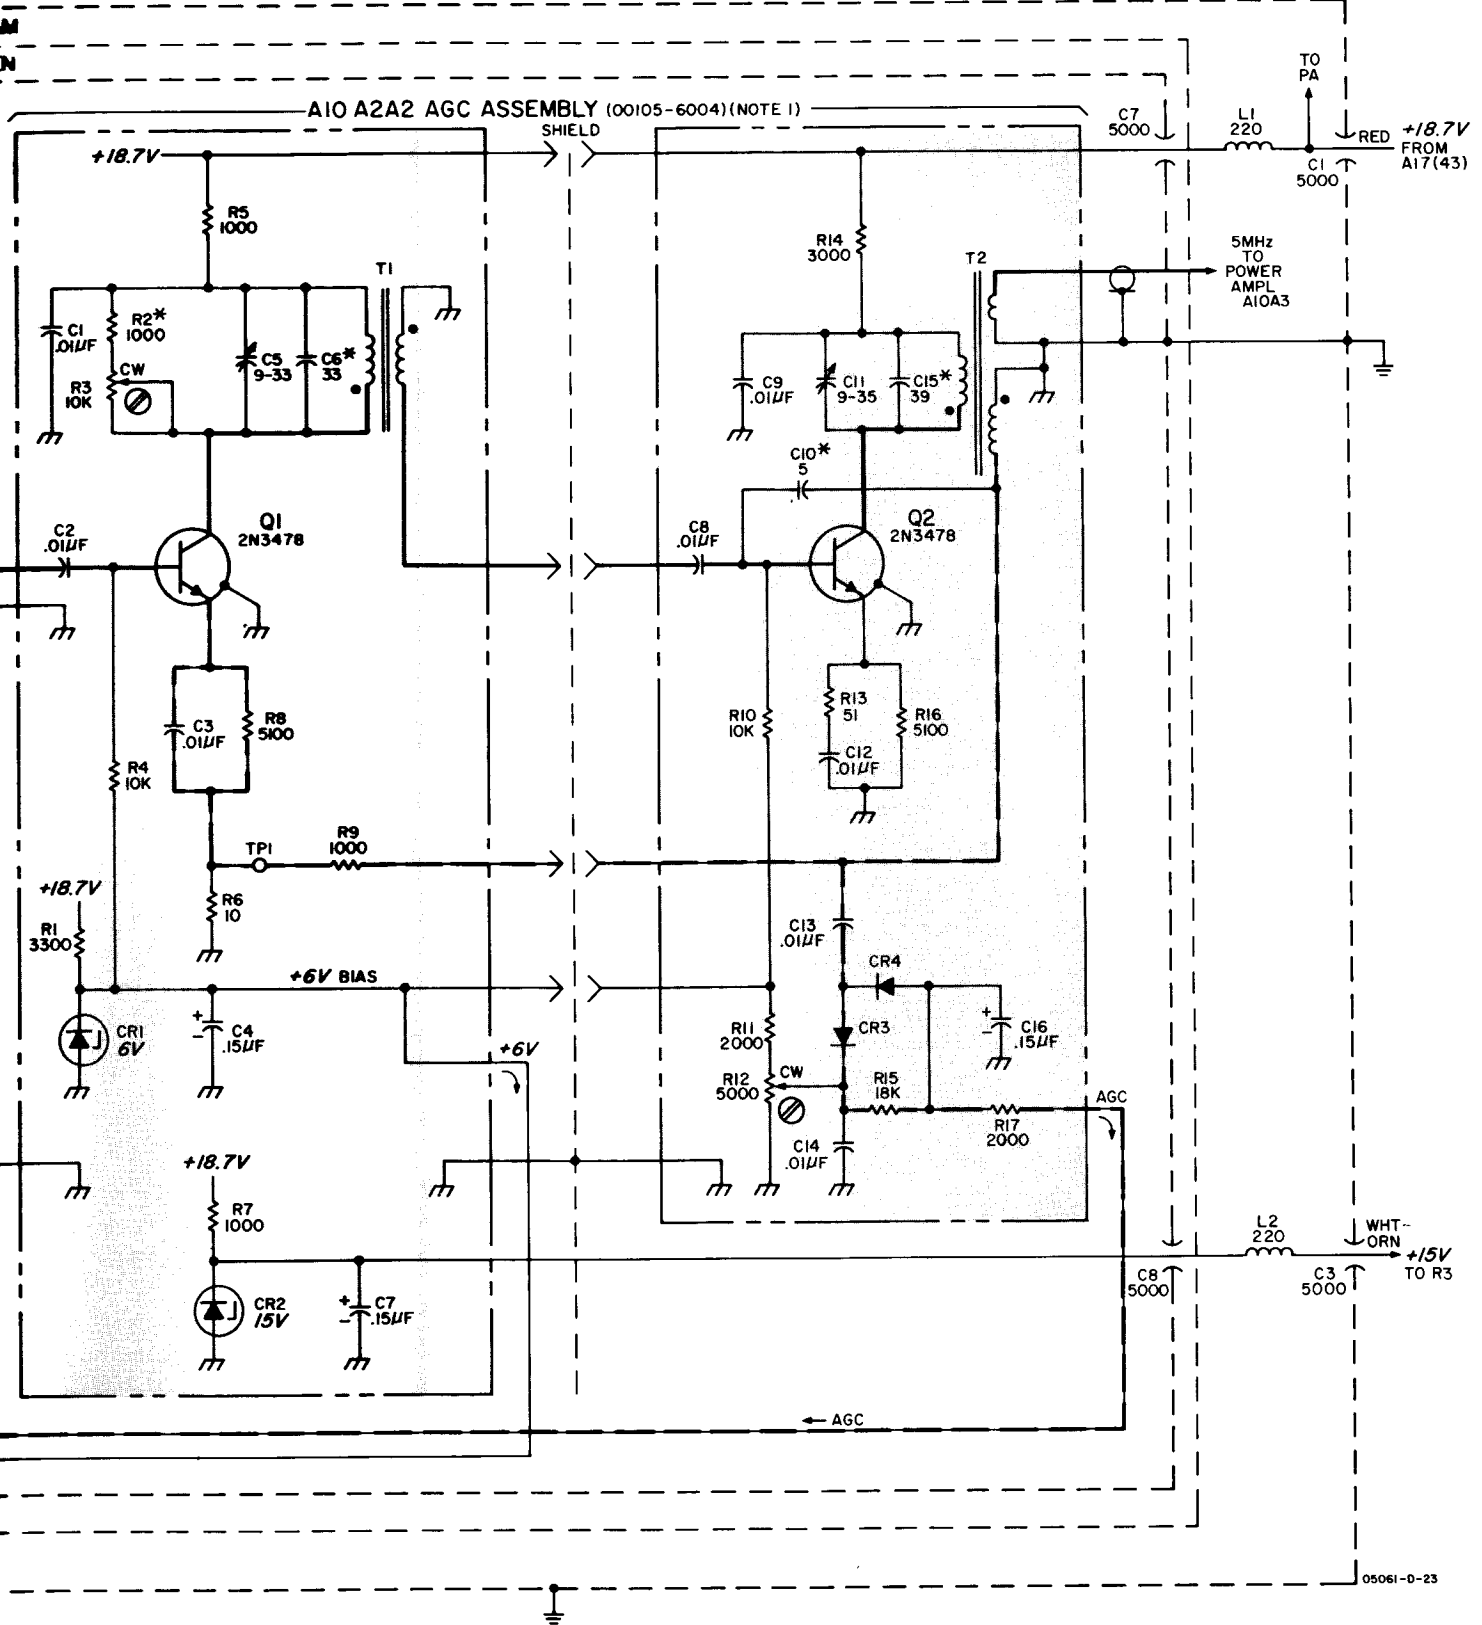 A10 A2A2 AGC ASSEMBLY (00105-6004)(NOTE 1)
SHIELD
+18.7V
R5
1000
T1
C1
.01µF
R2*
1000
CW
R3
10K
C5
9-33
C6*
33
C2
.01µF
Q1
2N3478
C3
.01µF
R8
5100
R4
10K
TP1
R9
1000
+18.7V
R6
10
R1
3300
+6V BIAS
CR1
6V
+
-
C4
.15µF
+6V
+18.7V
R7
1000
CR2
15V
+
-
C7
.15µF
R14
3000
T2
C9
.01µF
C11
9-35
C15*
39
C10*
5
C8
.01µF
Q2
2N3478
R13
51
R16
5100
C12
.01µF
R10
10K
C13
.01µF
CR4
CR3
+
-
C16
.15µF
R11
2000
R12
5000
CW
R15
18K
R17
2000
AGC
C14
.01µF
C7
5000
L1
220
TO
PA
RED
+18.7V
FROM
A17(43)
C1
5000
5MHz
TO
POWER
AMPL
A10A3
L2
220
WHT-
ORN
+15V
TO R3
C8
5000
C3
5000
AGC
05061-D-23